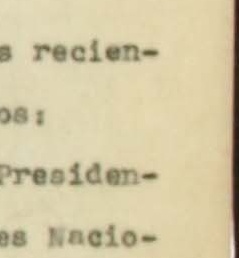 s recien-
os:
Presiden-
es Nacio-